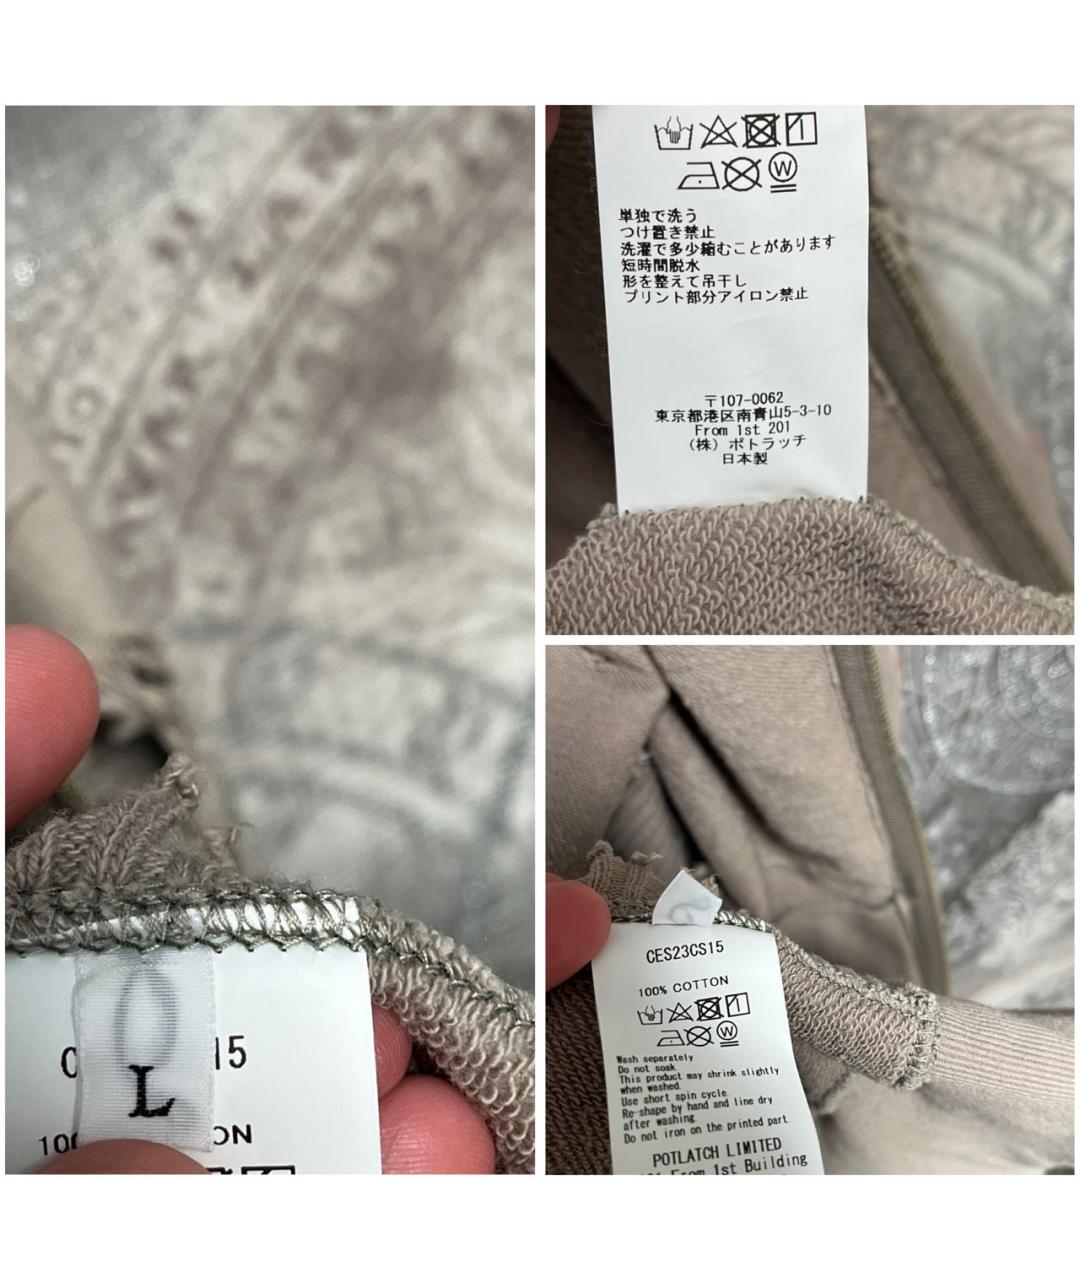 15
L
ON
単独で洗う
つけ置き禁止
洗濯で多少縮むことがあります
短時間脱水
形を整えて吊干し
プリント部分アイロン禁止
〒107-0062
東京都港区南青山5-3-10
From 1st 201
(株) ポトラッチ
日本製
CES23CS15
100% COTTON
W
Wash separately
Do not soak.
This product may shrink slightly
when washed.
Use short spin cycle.
Re-shape by hand and line dry
after washing.
Do not iron on the printed part.
POTLATCH LIMITED
From 1st Building